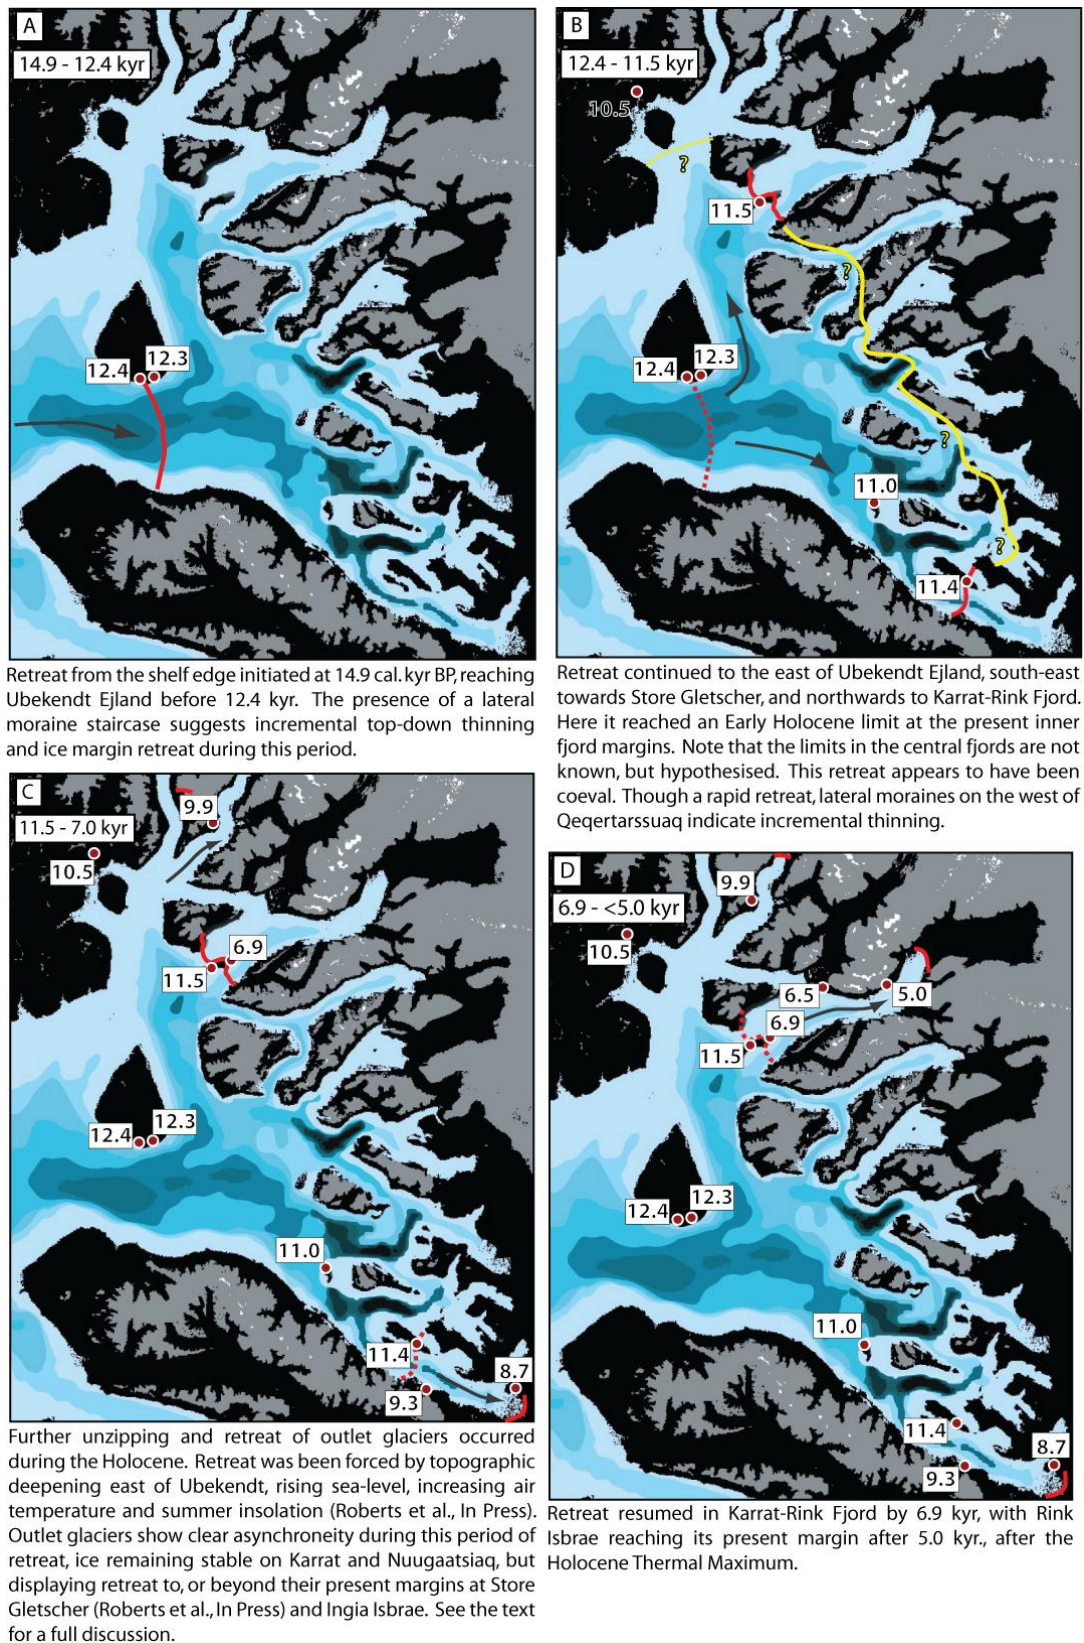 A
14.9 - 12.4 kyr
12.3
12.4
Retreat from the shelf edge initiated at 14.9 cal. kyr BP, reaching
Ubekendt Ejland before 12.4 kyr. The presence of a lateral
moraine staircase suggests incremental top-down thinning
and ice margin retreat during this period.
B
12.4 - 11.5 kyr
10.5
?
11.5
?
12.3
12.4
?
11.0
?
11.4
Retreat continued to the east of Ubekendt Ejland, south-east
towards Store Gletscher, and northwards to Karrat-Rink Fjord.
Here it reached an Early Holocene limit at the present inner
fjord margins. Note that the limits in the central fjords are not
known, but hypothesised. This retreat appears to have been
coeval. Though a rapid retreat, lateral moraines on the west of
Qeqertarssuaq indicate incremental thinning.
C
9.9
11.5 - 7.0 kyr
10.5
6.9
11.5
12.3
12.4
11.0
11.4
8.7
9.3
Further unzipping and retreat of outlet glaciers occurred
during the Holocene. Retreat was been forced by topographic
deepening east of Ubekendt, rising sea-level, increasing air
temperature and summer insolation (Roberts et al., In Press).
Outlet glaciers show clear asynchroneity during this period of
retreat, ice remaining stable on Karrat and Nuugaatsiaq, but
displaying retreat to, or beyond their present margins at Store
Gletscher (Roberts et al., In Press) and Ingia Isbrae. See the text
for a full discussion.
D
9.9
6.9 - <5.0 kyr
10.5
6.5
5.0
6.9
11.5
12.3
12.4
11.0
11.4
8.7
9.3
Retreat resumed in Karrat-Rink Fjord by 6.9 kyr, with Rink
Isbrae reaching its present margin after 5.0 kyr., after the
Holocene Thermal Maximum.